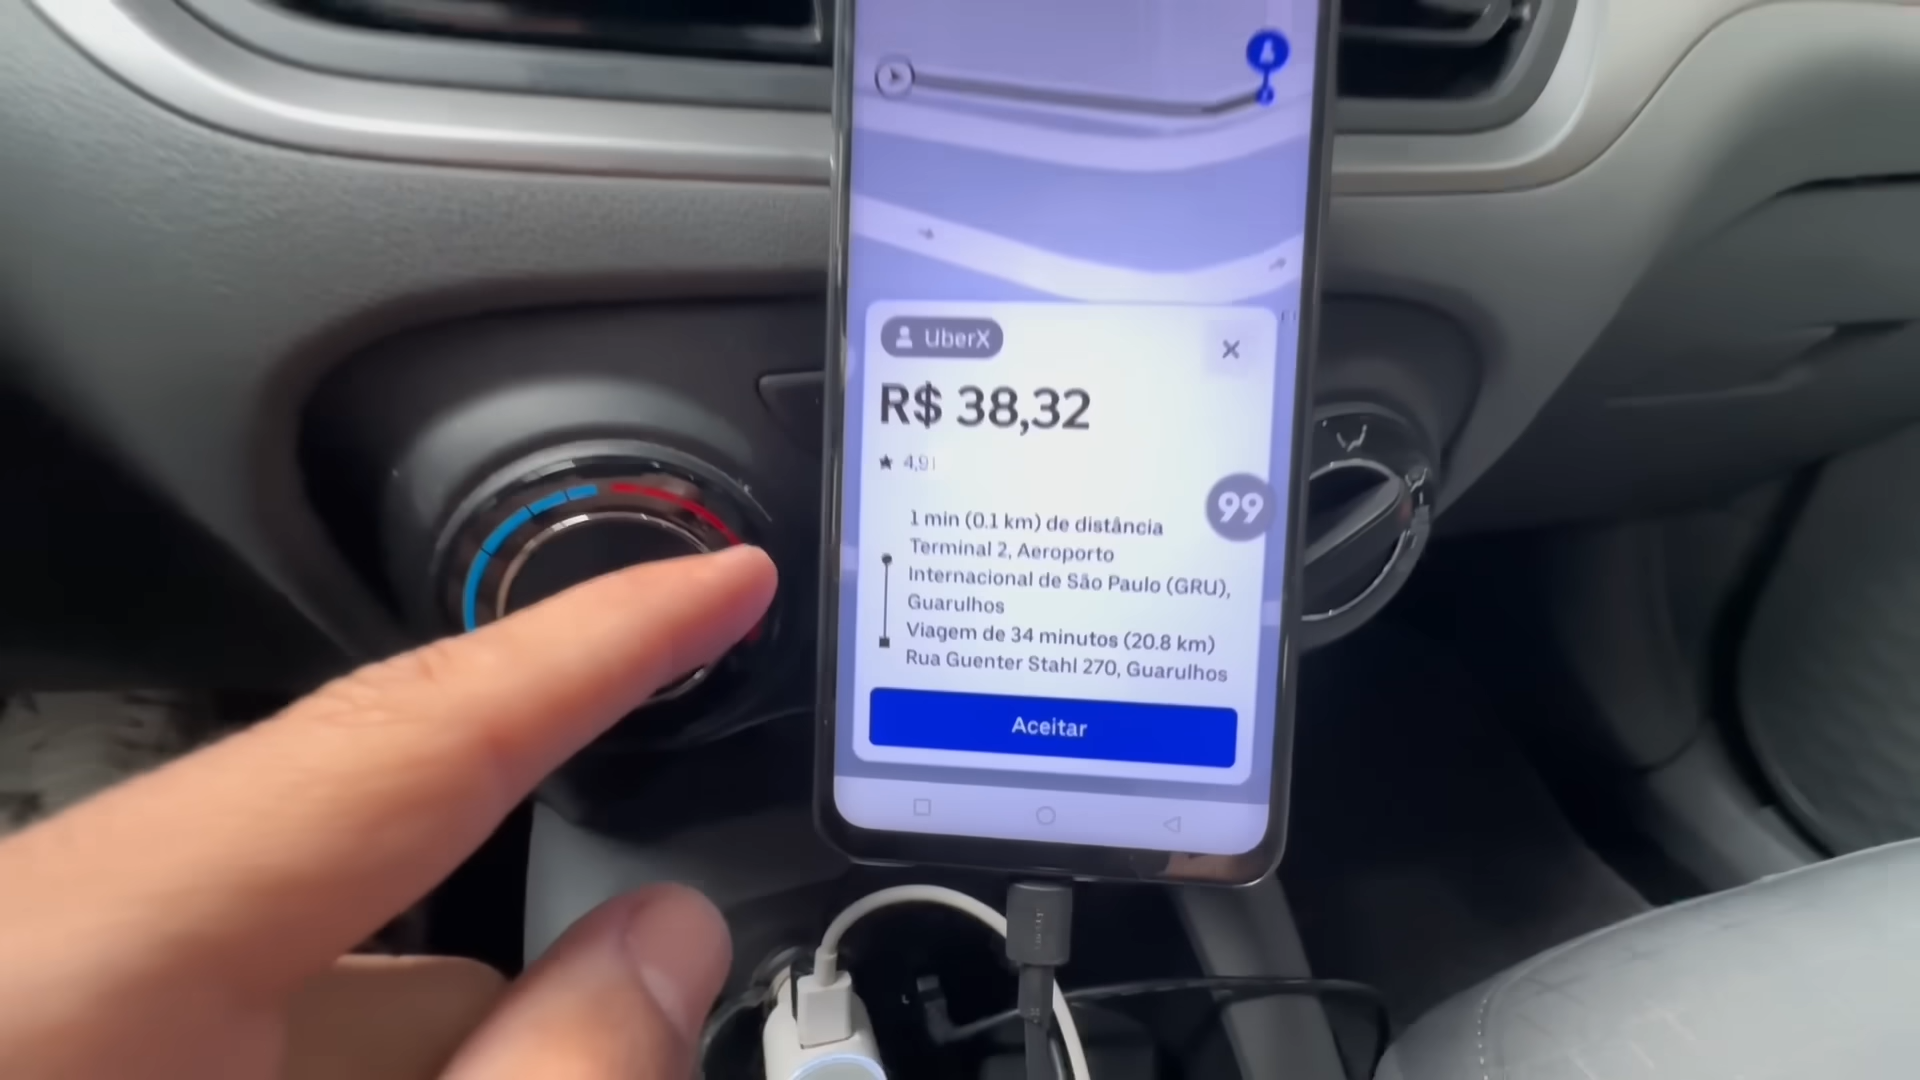 UberX
R$ 38,32
99
1 min (0.1 km) de distância
Terminal 2, Aeroporto
Internacional de São Paulo (GRU),
Guarulhos
Viagem de 34 minutos (20.8 km)
Rua Guenter Stahl 270, Guarulhos
Aceitar